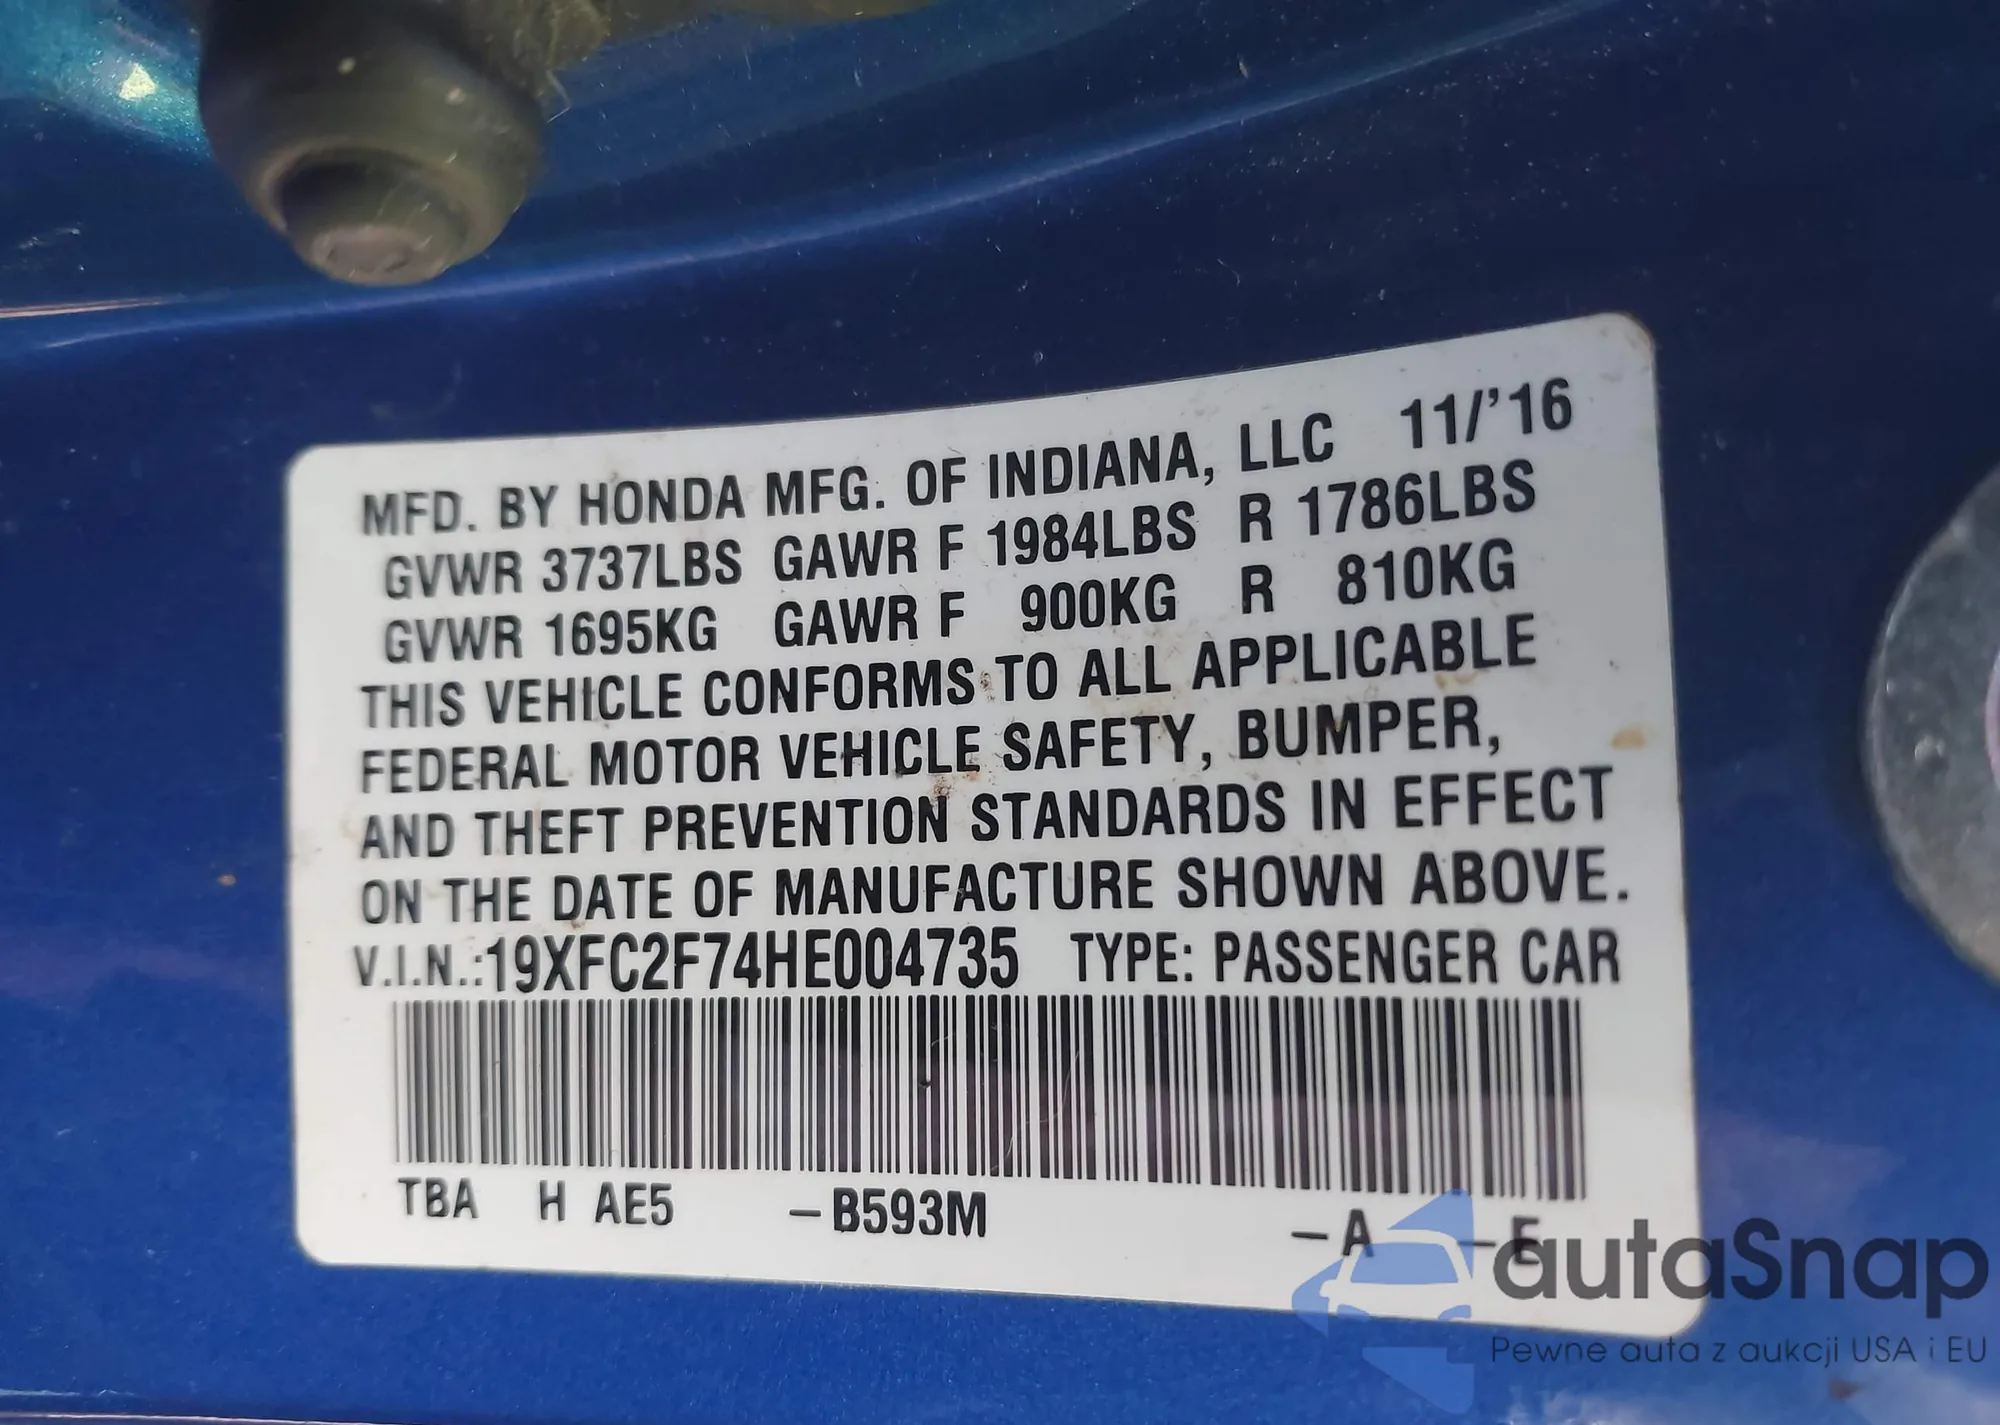 MFD. BY HONDA MFG. OF INDIANA, LLC 11/'16
GVWR 3737LBS GAWR F 1984LBS R 1786LBS
GVWR 1695KG GAWR F 900KG R 810KG
THIS VEHICLE CONFORMS TO ALL APPLICABLE
FEDERAL MOTOR VEHICLE SAFETY, BUMPER,
AND THEFT PREVENTION STANDARDS IN EFFECT
ON THE DATE OF MANUFACTURE SHOWN ABOVE.
V.I.N.:19XFC2F74HE004735 TYPE: PASSENGER CAR
TBA H AE5 –B593M –A –E
autaSnap
Pewne auta z aukcji USA i EU